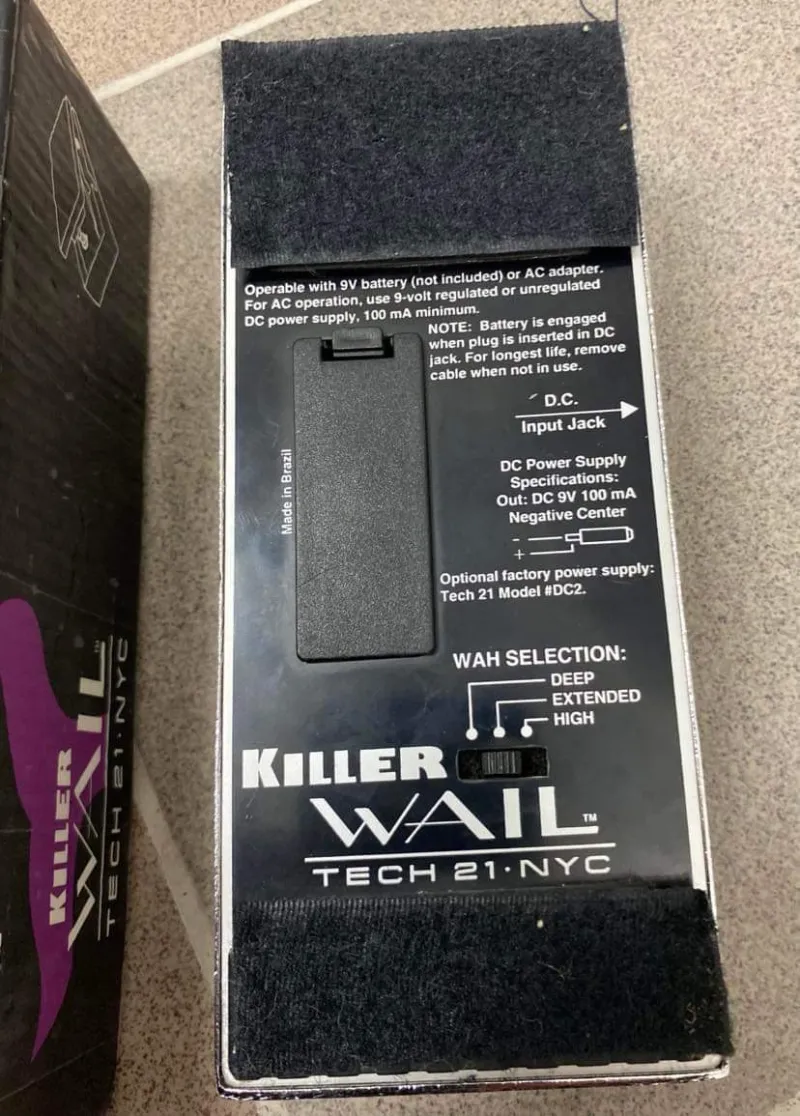 Operable with 9V battery (not included) or AC adapter.
For AC operation, use 9-volt regulated or unregulated
DC power supply, 100 mA minimum.
NOTE: Battery is engaged
when plug is inserted in DC
jack. For longest life, remove
cable when not in use.
D.C.
Input Jack
Made in Brazil
DC Power Supply
Specifications:
Out: DC 9V 100 mA
Negative Center
-
+
Optional factory power supply:
Tech 21 Model #DC2.
WAH SELECTION:
DEEP
EXTENDED
HIGH
KILLER
WAIL™
TECH 21·NYC
KILLER
WAIL™
TECH 21·NYC